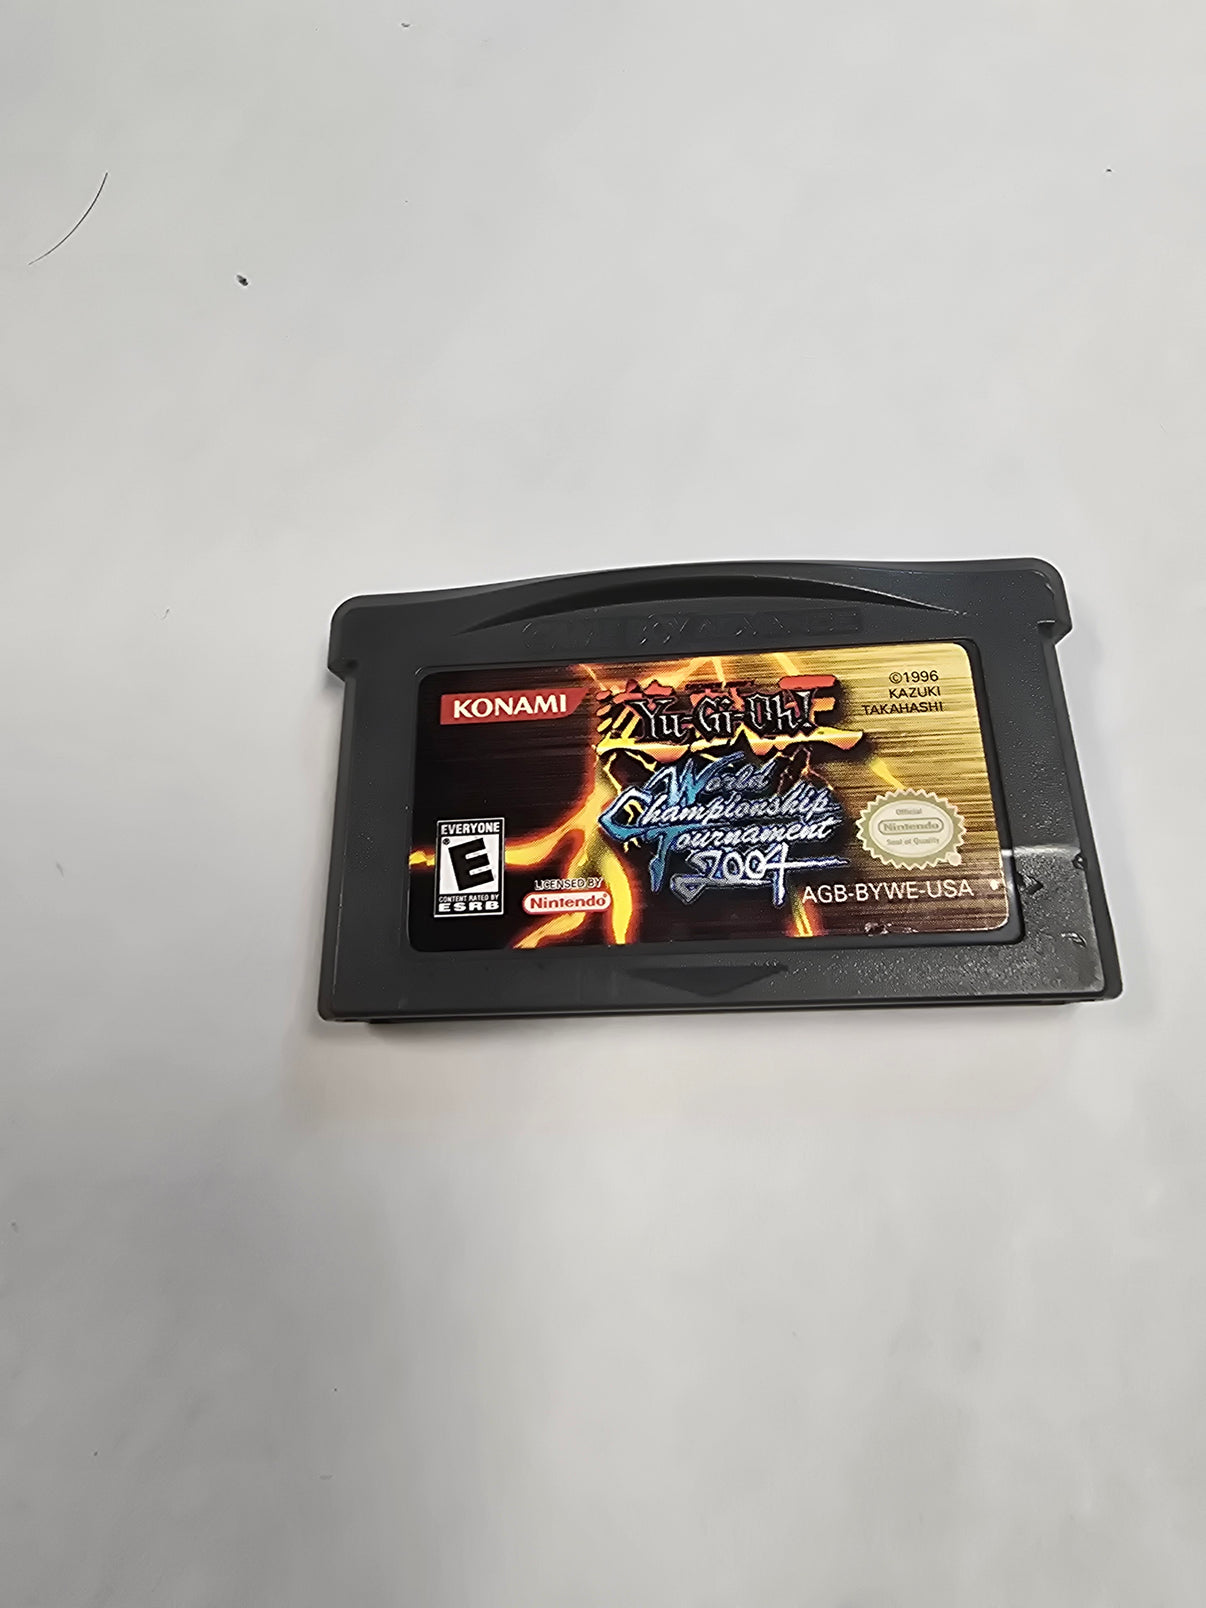 GAME BOY ADVANCE
KONAMI
Yu-Gi-Oh!
©1996
KAZUKI
TAKAHASHI
World
Championship
Tournament
2004
EVERYONE
E
CONTENT RATED BY
ESRB
LICENSED BY
Nintendo
Official
Nintendo
Seal of Quality
AGB-BYWE-USA